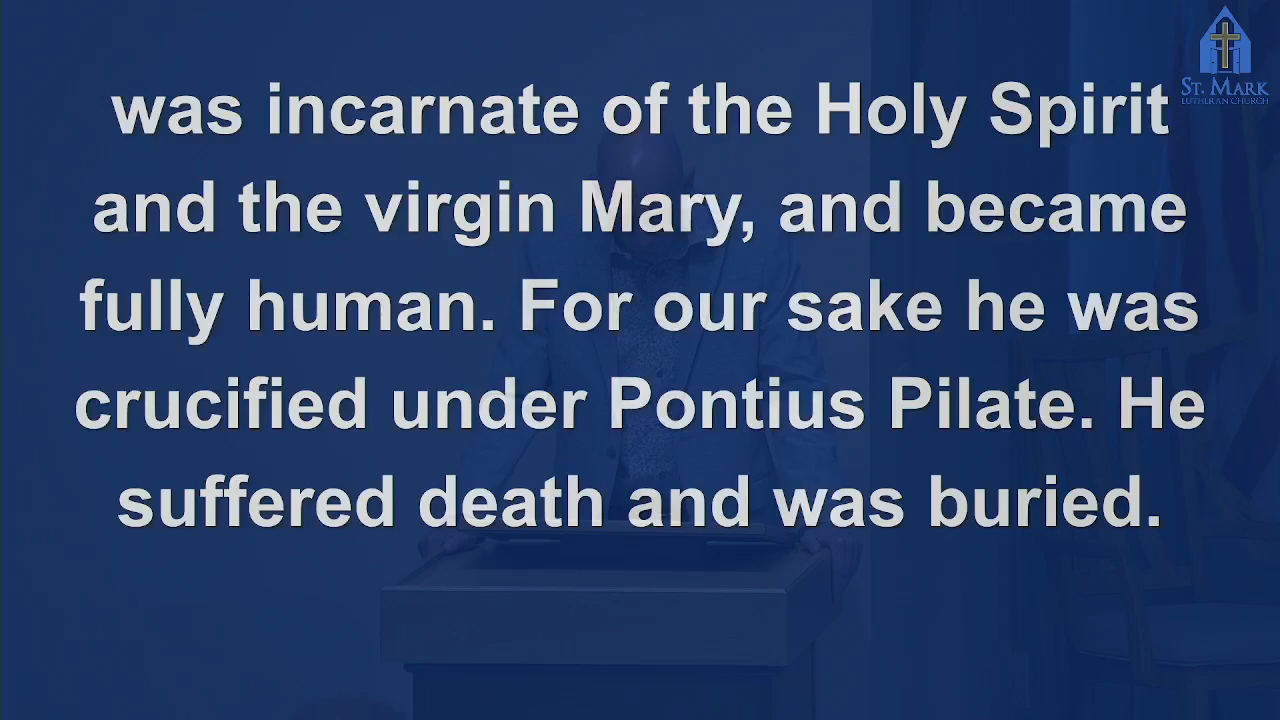 ST. MARK
LUTHERAN CHURCH
was incarnate of the Holy Spirit
and the virgin Mary, and became
fully human. For our sake he was
crucified under Pontius Pilate. He
suffered death and was buried.